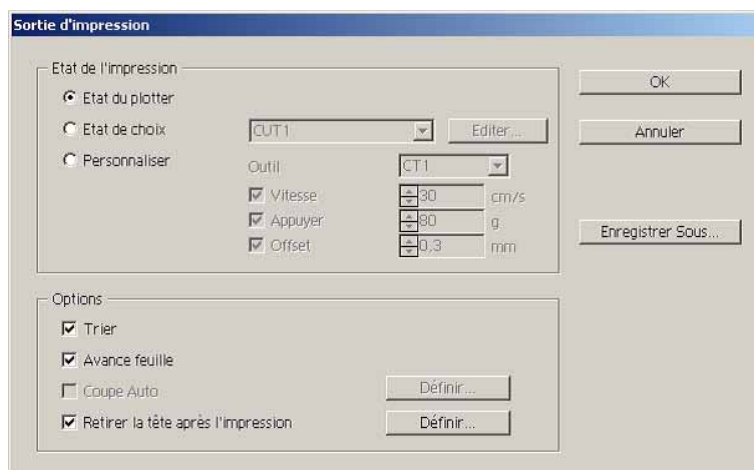 Sortie d'impression
Etat de l'impression
Etat du plotter
Etat de choix CUT1 Editer...
Personnaliser Outil CT1
Vitesse 30 cm/s
Appuyer 80 g
Offset 0,3 mm
OK
Annuler
Enregistrer Sous...
Options
Trier
Avance feuille
Coupe Auto Définir...
Retirer la tête après l'impression Définir...